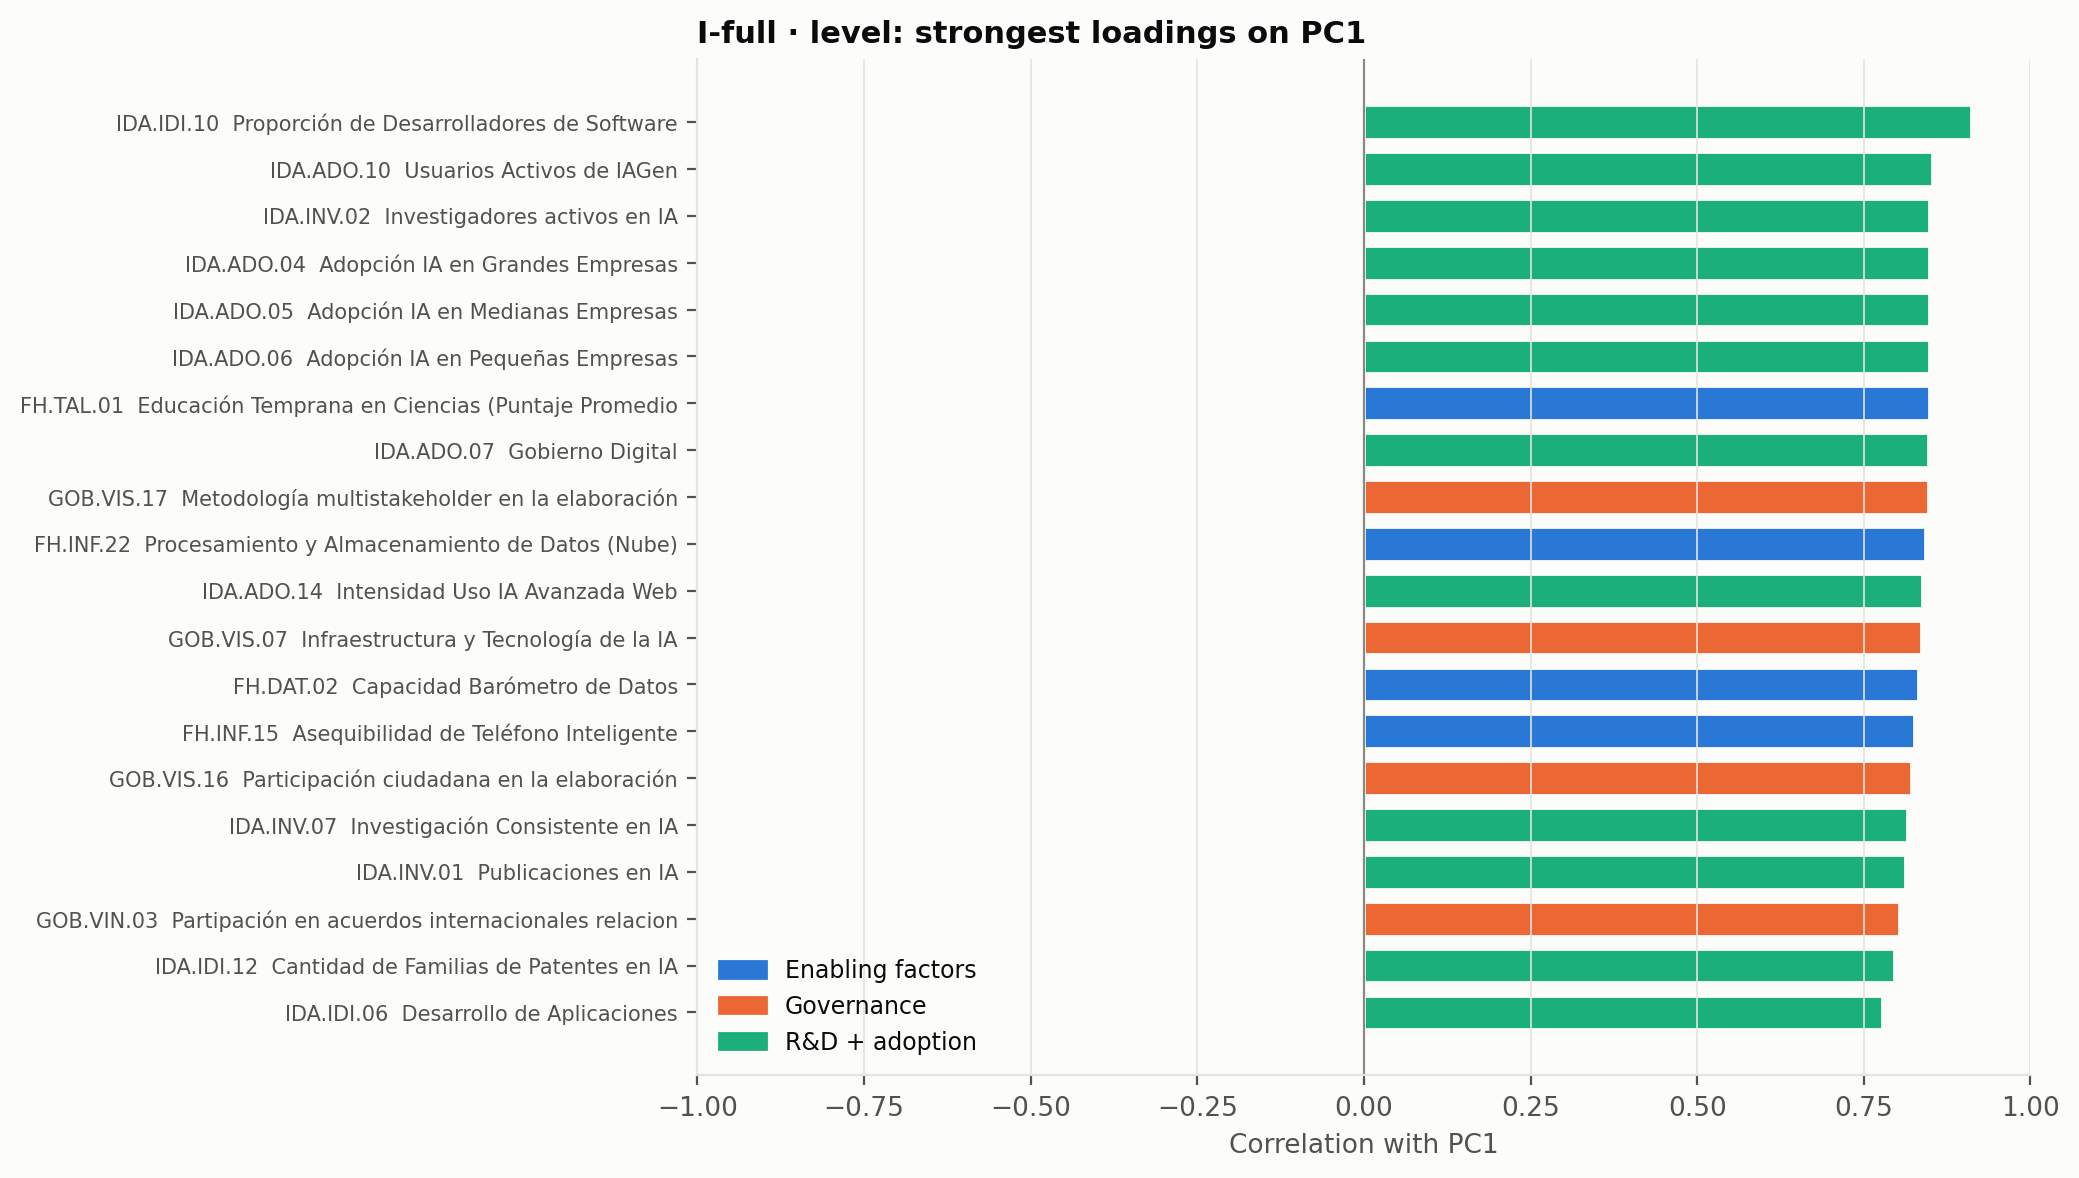 I-full · level: strongest loadings on PC1
IDA.IDI.10  Proporción de Desarrolladores de Software
IDA.ADO.10  Usuarios Activos de IAGen
IDA.INV.02  Investigadores activos en IA
IDA.ADO.04  Adopción IA en Grandes Empresas
IDA.ADO.05  Adopción IA en Medianas Empresas
IDA.ADO.06  Adopción IA en Pequeñas Empresas
FH.TAL.01  Educación Temprana en Ciencias (Puntaje Promedio
IDA.ADO.07  Gobierno Digital
GOB.VIS.17  Metodología multistakeholder en la elaboración
FH.INF.22  Procesamiento y Almacenamiento de Datos (Nube)
IDA.ADO.14  Intensidad Uso IA Avanzada Web
GOB.VIS.07  Infraestructura y Tecnología de la IA
FH.DAT.02  Capacidad Barómetro de Datos
FH.INF.15  Asequibilidad de Teléfono Inteligente
GOB.VIS.16  Participación ciudadana en la elaboración
IDA.INV.07  Investigación Consistente en IA
IDA.INV.01  Publicaciones en IA
GOB.VIN.03  Partipación en acuerdos internacionales relacion
IDA.IDI.12  Cantidad de Familias de Patentes en IA
IDA.IDI.06  Desarrollo de Aplicaciones
Enabling factors
Governance
R&D + adoption
−1.00 −0.75 −0.50 −0.25 0.00 0.25 0.50 0.75 1.00
Correlation with PC1